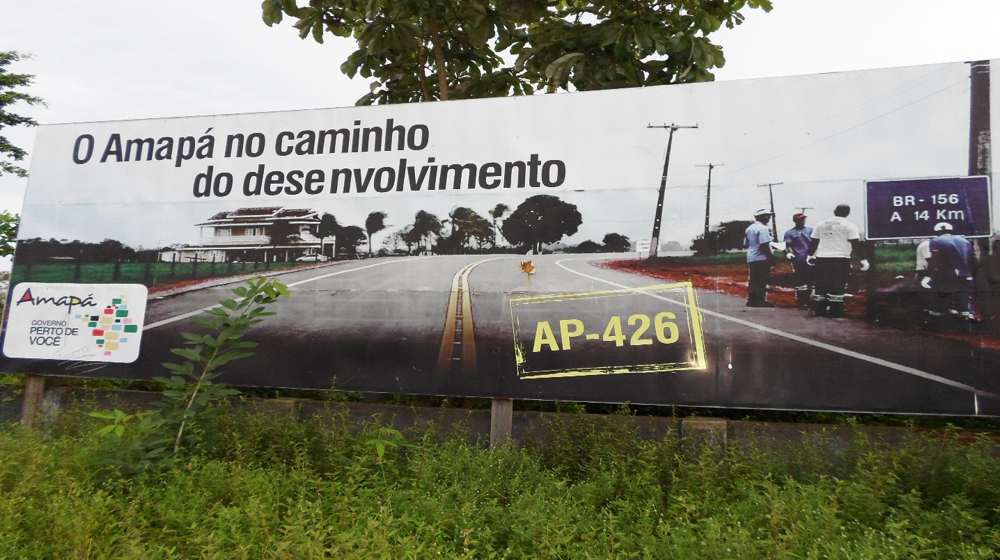 O Amapá no caminho
do desenvolvimento
BR - 156
A 14 Km
Amapá
GOVERNO
PERTO DE
VOCÊ
AP-426